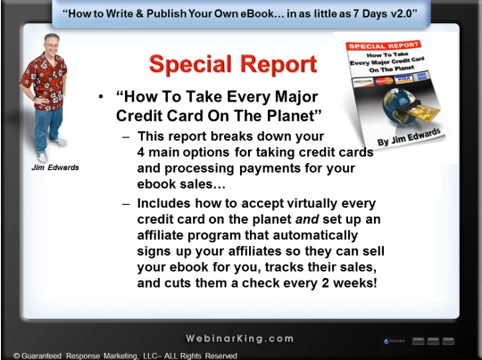 “How to Write & Publish Your Own eBook... in as little as 7 Days v2.0”
Special Report
SPECIAL REPORT
How To Take
Every Major Credit Card
On The Planet
By Jim Edwards
Jim Edwards
• “How To Take Every Major
Credit Card On The Planet”
– This report breaks down your
4 main options for taking credit cards
and processing payments for your
ebook sales…
– Includes how to accept virtually every
credit card on the planet and set up an
affiliate program that automatically
signs up your affiliates so they can sell
your ebook for you, tracks their sales,
and cuts them a check every 2 weeks!
WebinarKing.com
© Guaranteed Response Marketing, LLC– ALL Rights Reserved